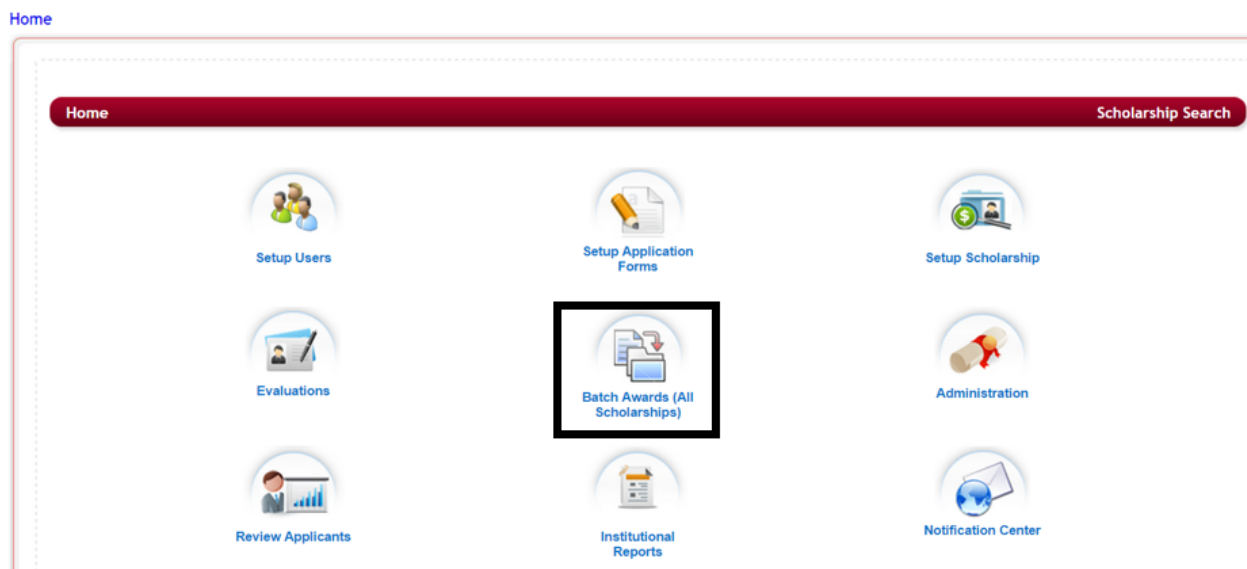 Home
Home
Scholarship Search
Setup Users
Setup Application
Forms
Setup Scholarship
Evaluations
Batch Awards (All
Scholarships)
Administration
Review Applicants
Institutional
Reports
Notification Center